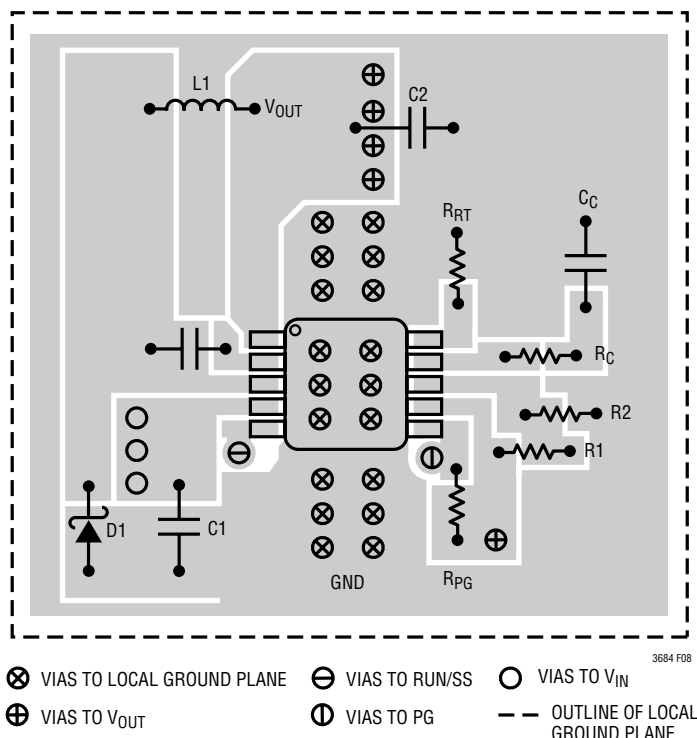 L1
VOUT
C2
RRT
CC
RC
R2
R1
D1
C1
GND
RPG
3684 F08
VIAS TO LOCAL GROUND PLANE
VIAS TO RUN/SS
VIAS TO VIN
VIAS TO VOUT
VIAS TO PG
OUTLINE OF LOCAL
GROUND PLANE